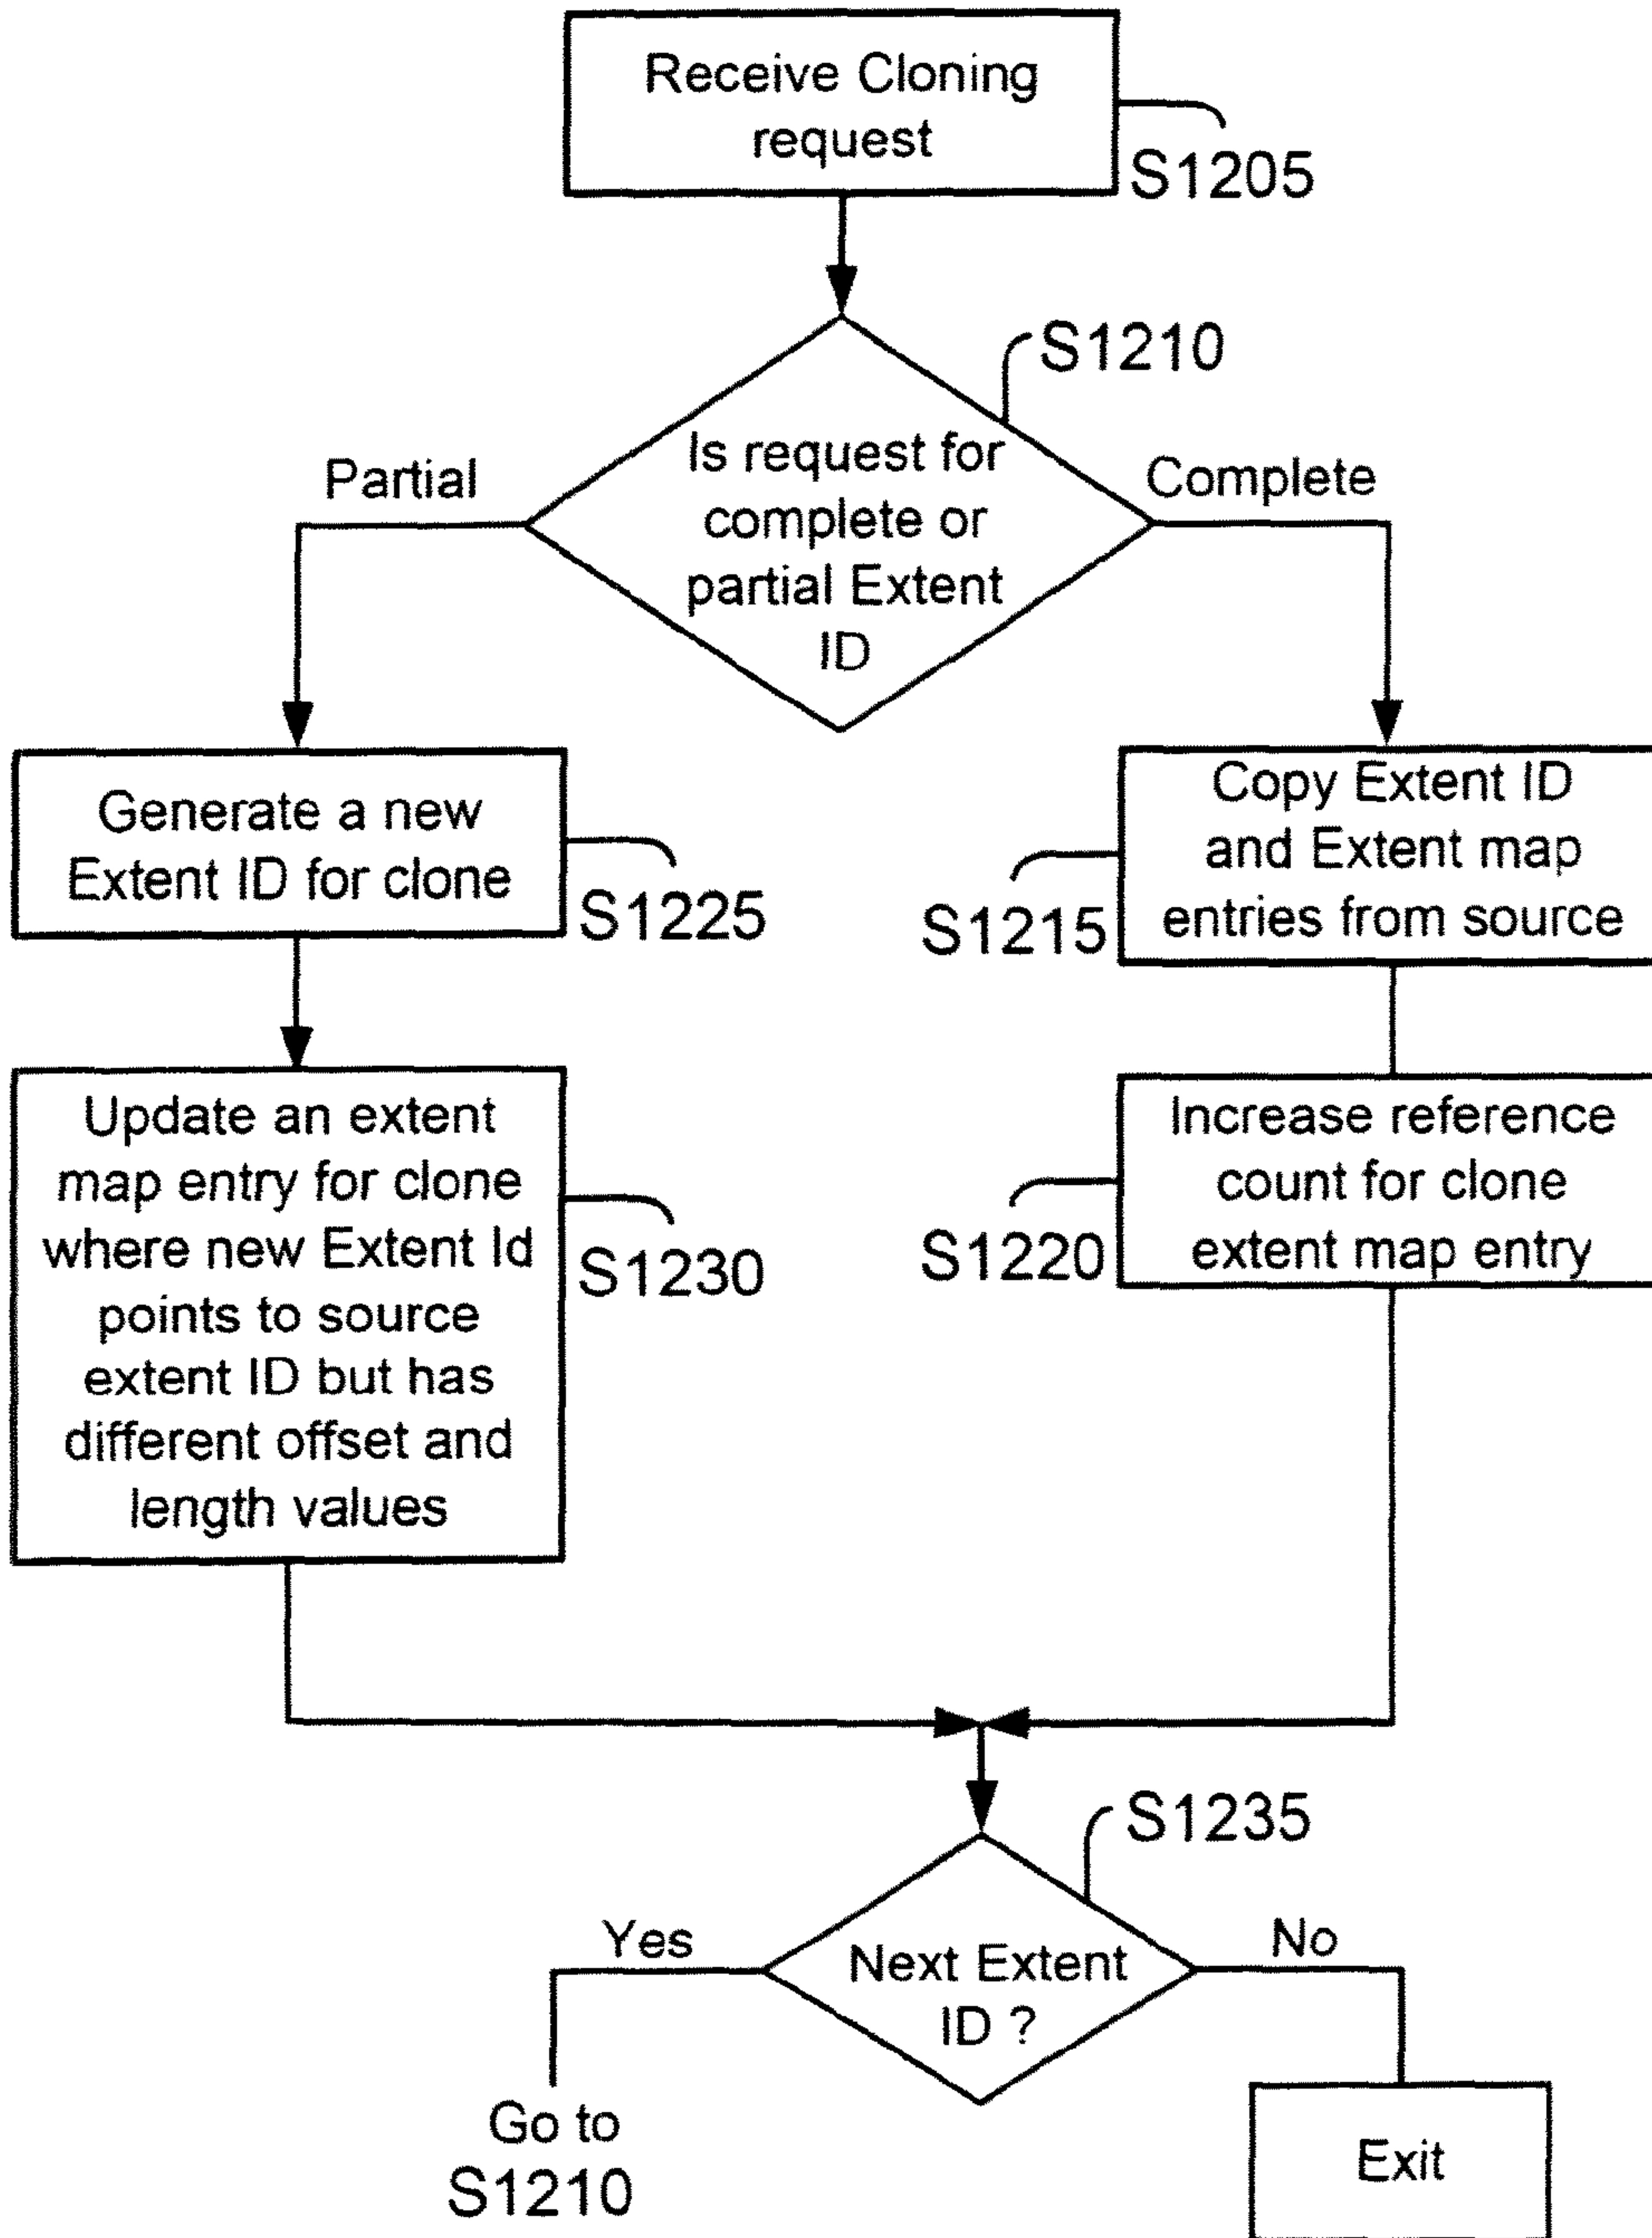 Receive Cloning
request
S1205
S1210
Is request for
complete or
partial Extent
ID
Partial
Complete
Generate a new
Extent ID for clone
S1225
Copy Extent ID
and Extent map
entries from source
S1215
Update an extent
map entry for clone
where new Extent Id
points to source
extent ID but has
different offset and
length values
S1230
Increase reference
count for clone
extent map entry
S1220
S1235
Next Extent
ID ?
Yes
No
Go to
S1210
Exit